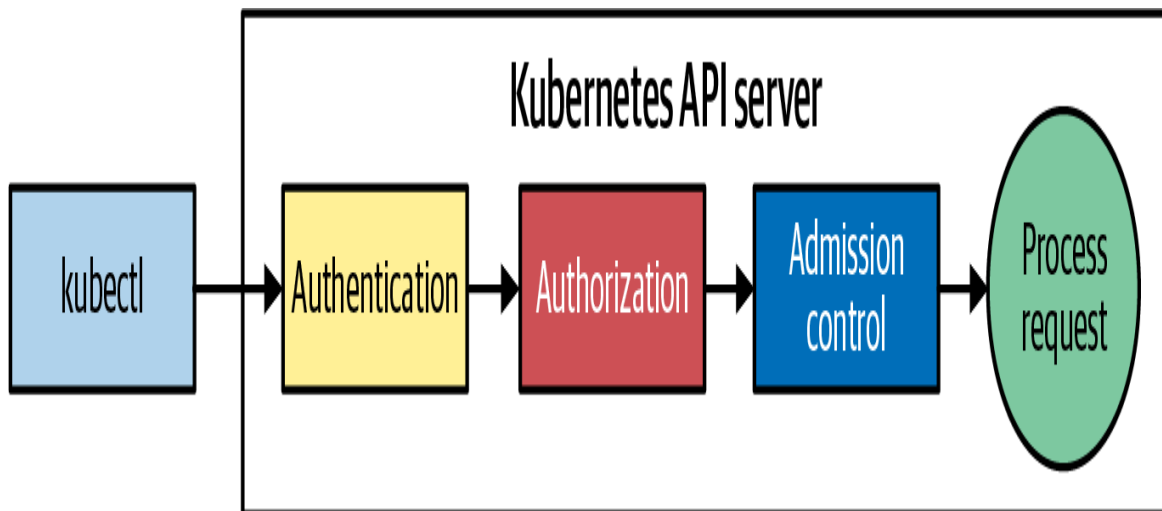 Kubernetes API server
kubectl
Authentication
Authorization
Admission
control
Process
request